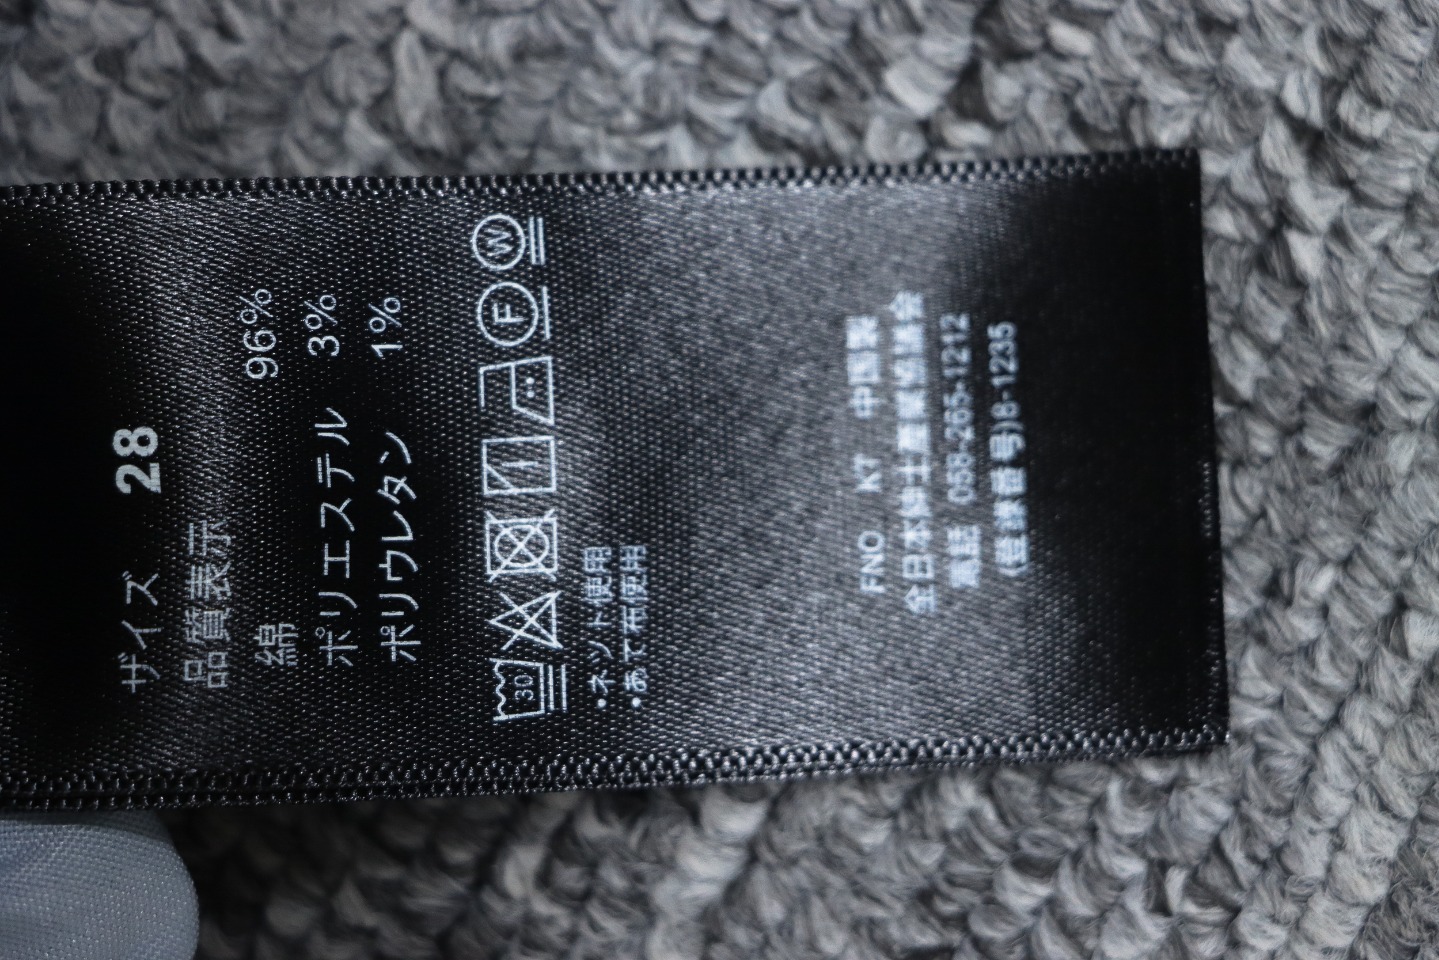 サイズ 28
品質表示
綿 96%
ポリエステル 3%
ポリウレタン 1%
30 F W
・ネット使用
・あて布使用
FNO K7 中国製
全日本紳士産業協協会
電話 058-265-1212
(登録番号)8-1235